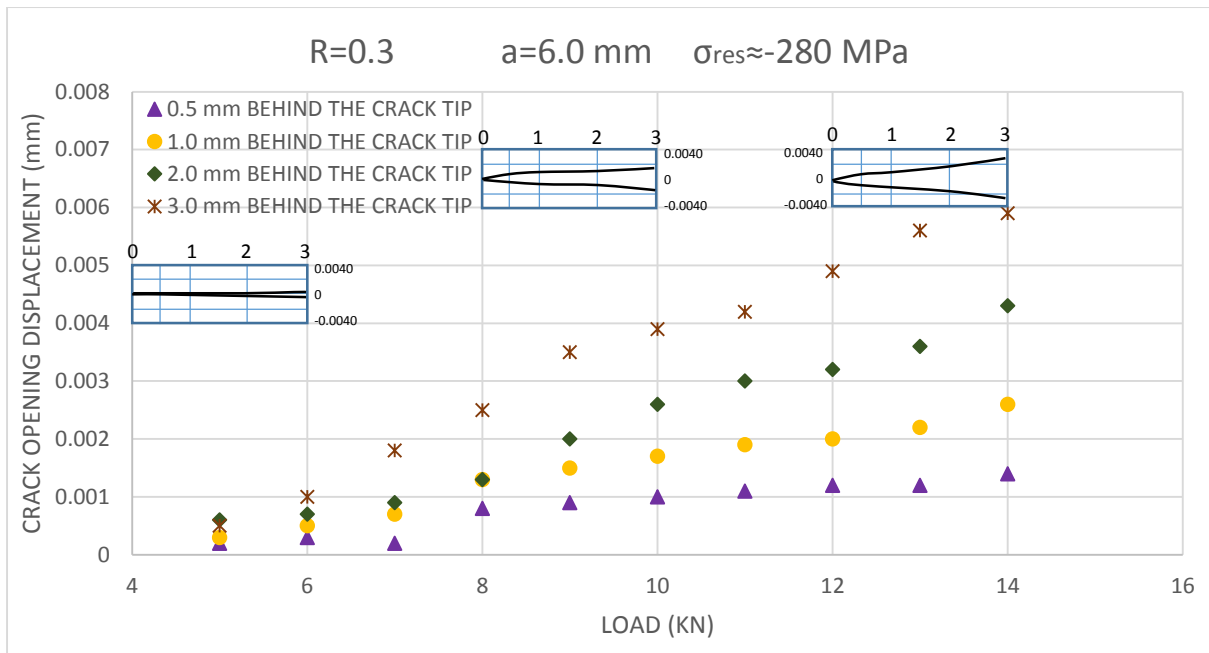 R=0.3 a=6.0 mm σres≈-280 MPa
0.008
0.007
0.006
0.005
0.004
0.003
0.002
0.001
0
CRACK OPENING DISPLACEMENT (mm)
0.5 mm BEHIND THE CRACK TIP
1.0 mm BEHIND THE CRACK TIP
2.0 mm BEHIND THE CRACK TIP
3.0 mm BEHIND THE CRACK TIP
0 1 2 3
0.0040
0
-0.0040
0 1 2 3
0.0040
0
-0.0040
0 1 2 3
0.0040
0
-0.0040
4 6 8 10 12 14 16
LOAD (KN)